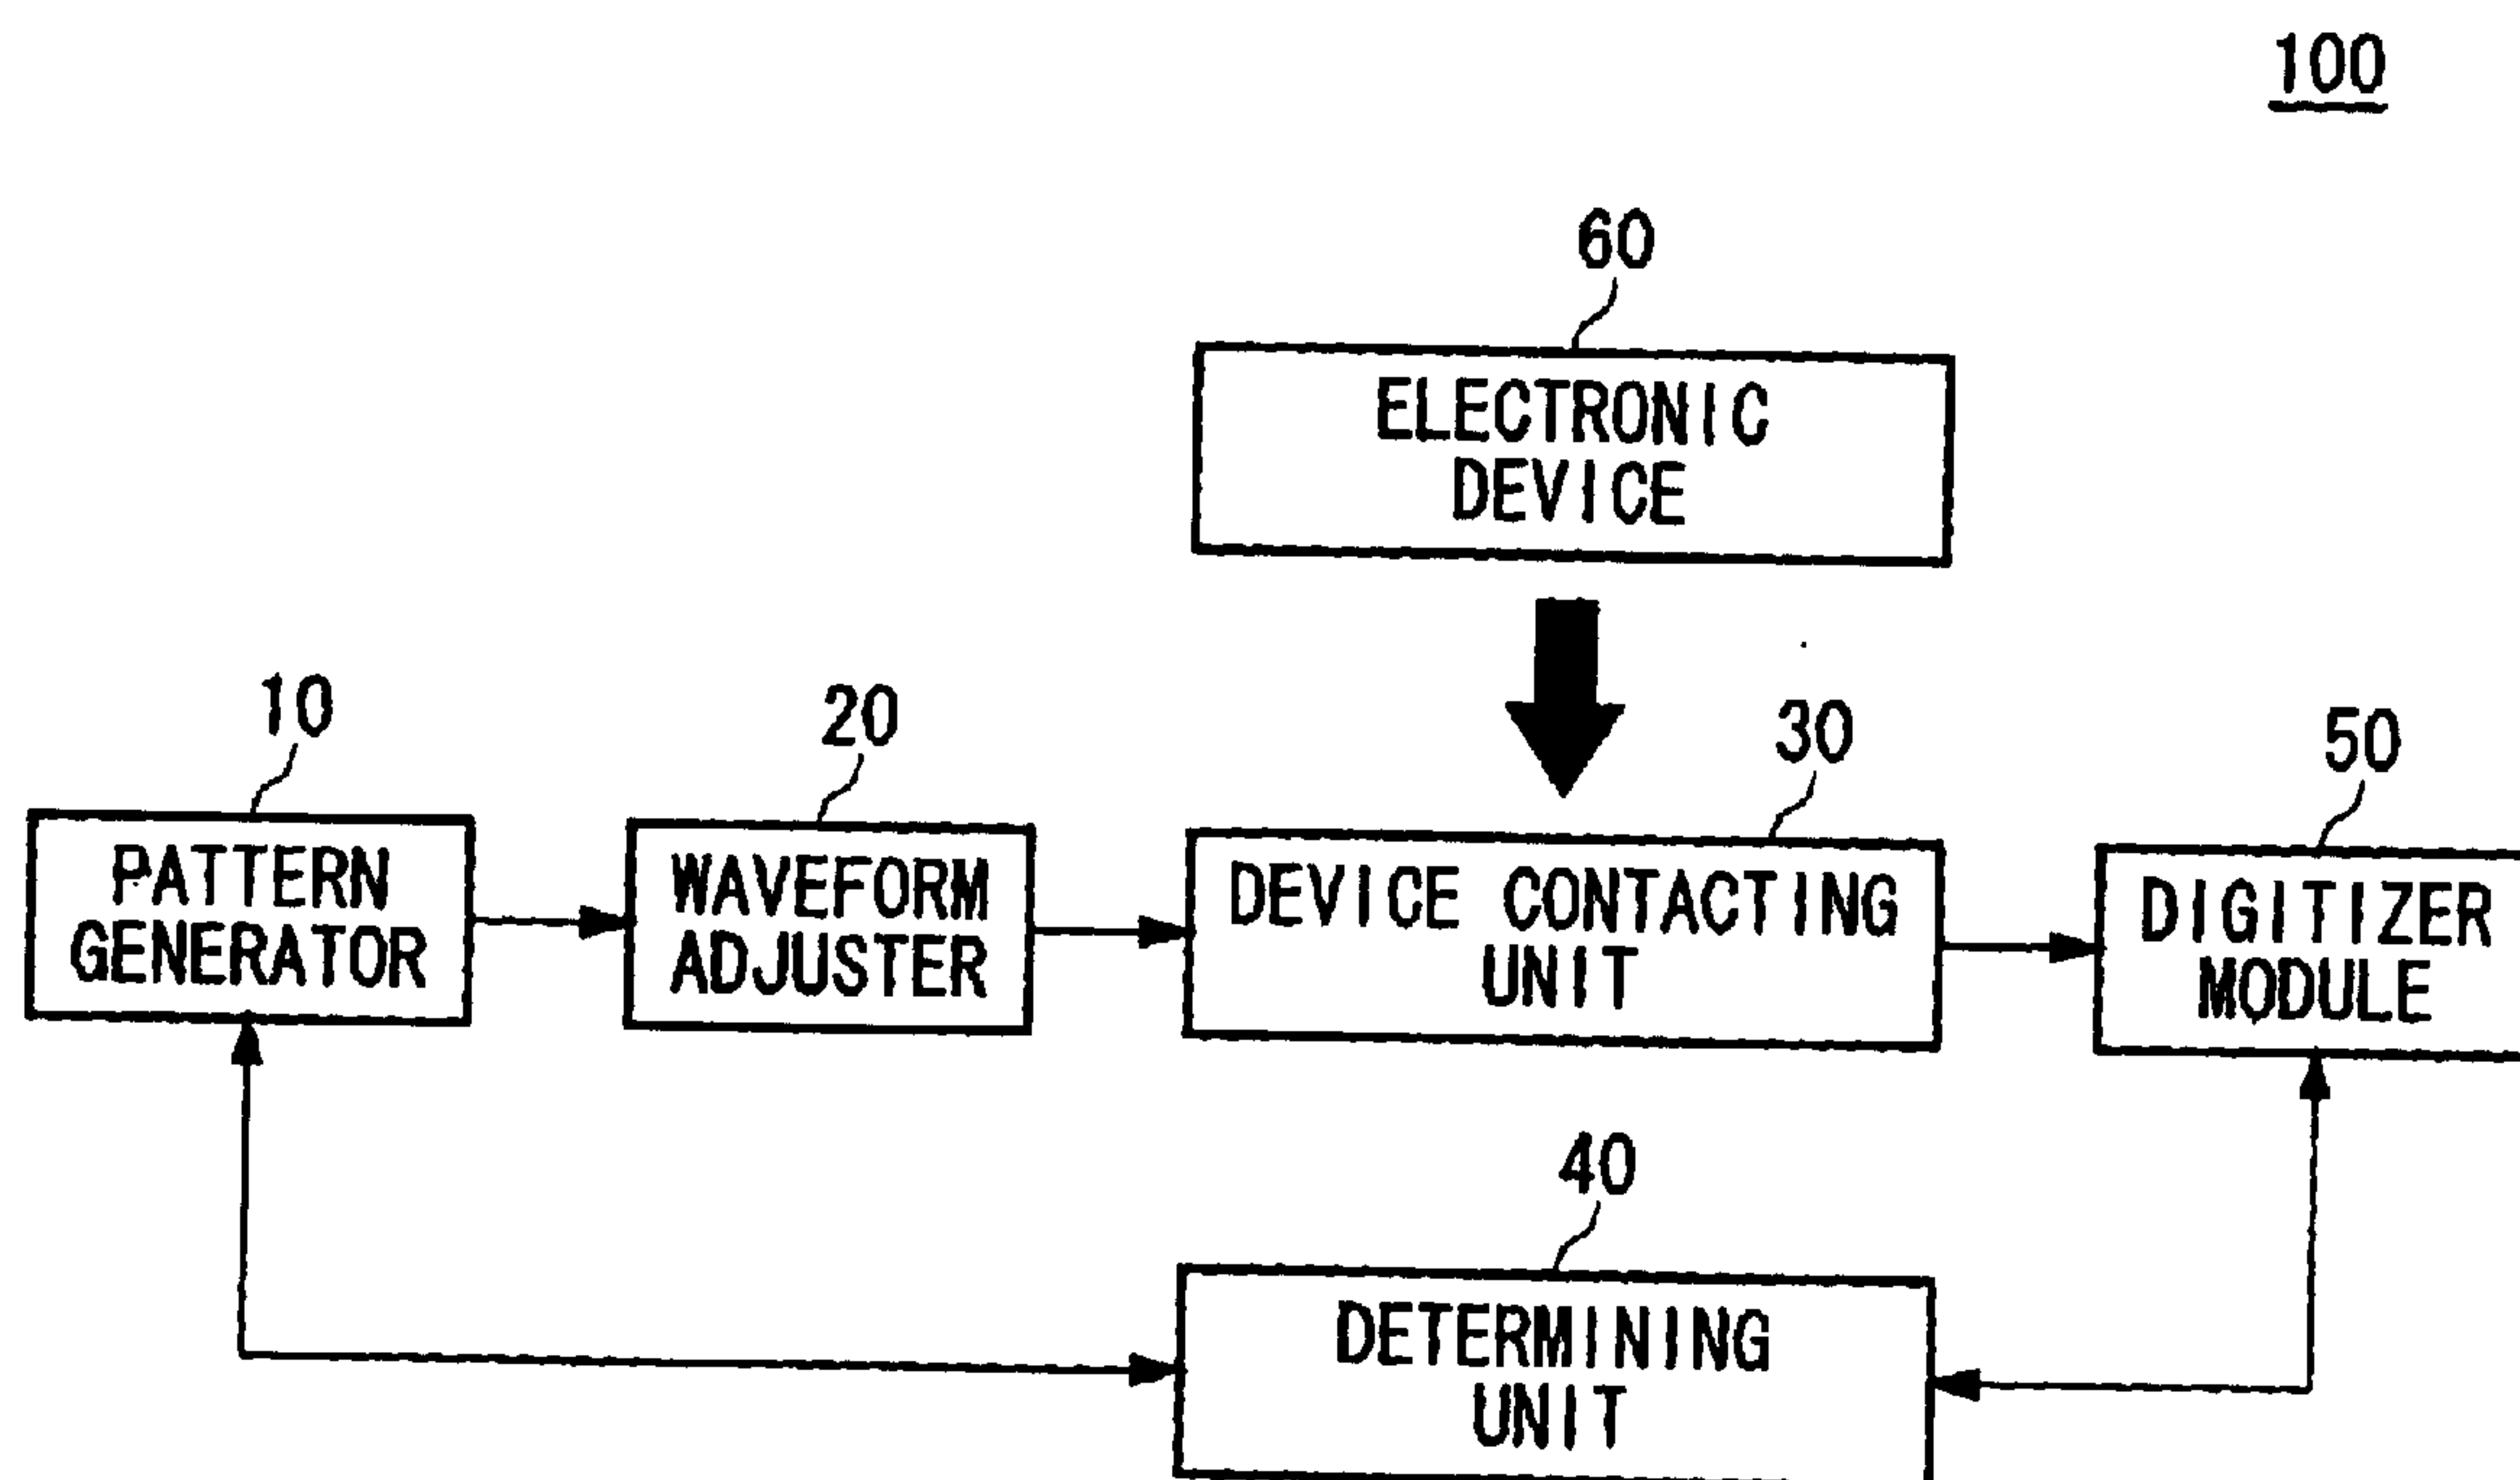 100
60
ELECTRONIC
DEVICE
10
20
30
50
PATTERN
GENERATOR
WAVEFORM
ADJUSTER
DEVICE CONTACTING
UNIT
DIGITIZER
MODULE
40
DETERMINING
UNIT